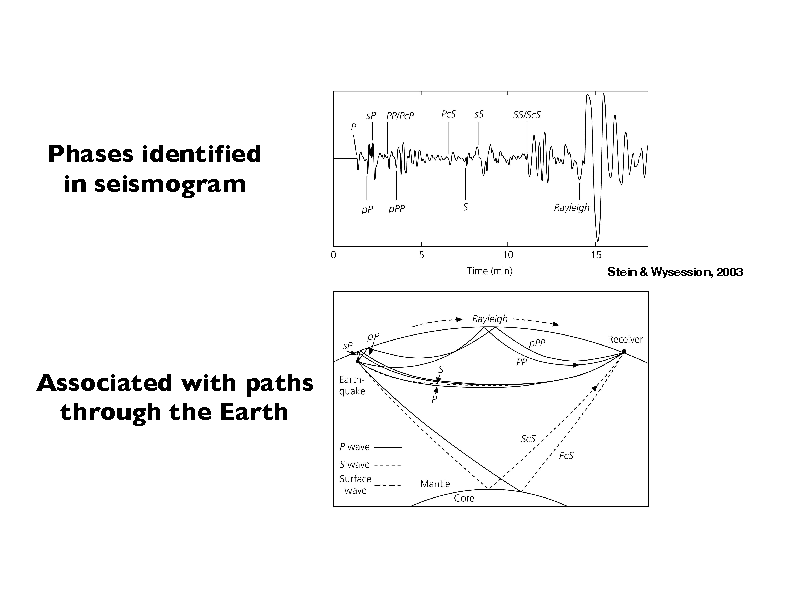 Phases identified
in seismogram
P
sP
PP/PcP
PcS
sS
SS/ScS
pP
pPP
S
Rayleigh
0
5
10
15
Time (min)
Stein & Wysession, 2003
Associated with paths
through the Earth
Rayleigh
sP
pP
pPP
PP
Receiver
Earth-
quake
S
P
ScS
PcS
P wave
S wave
Surface
wave
Mantle
Core